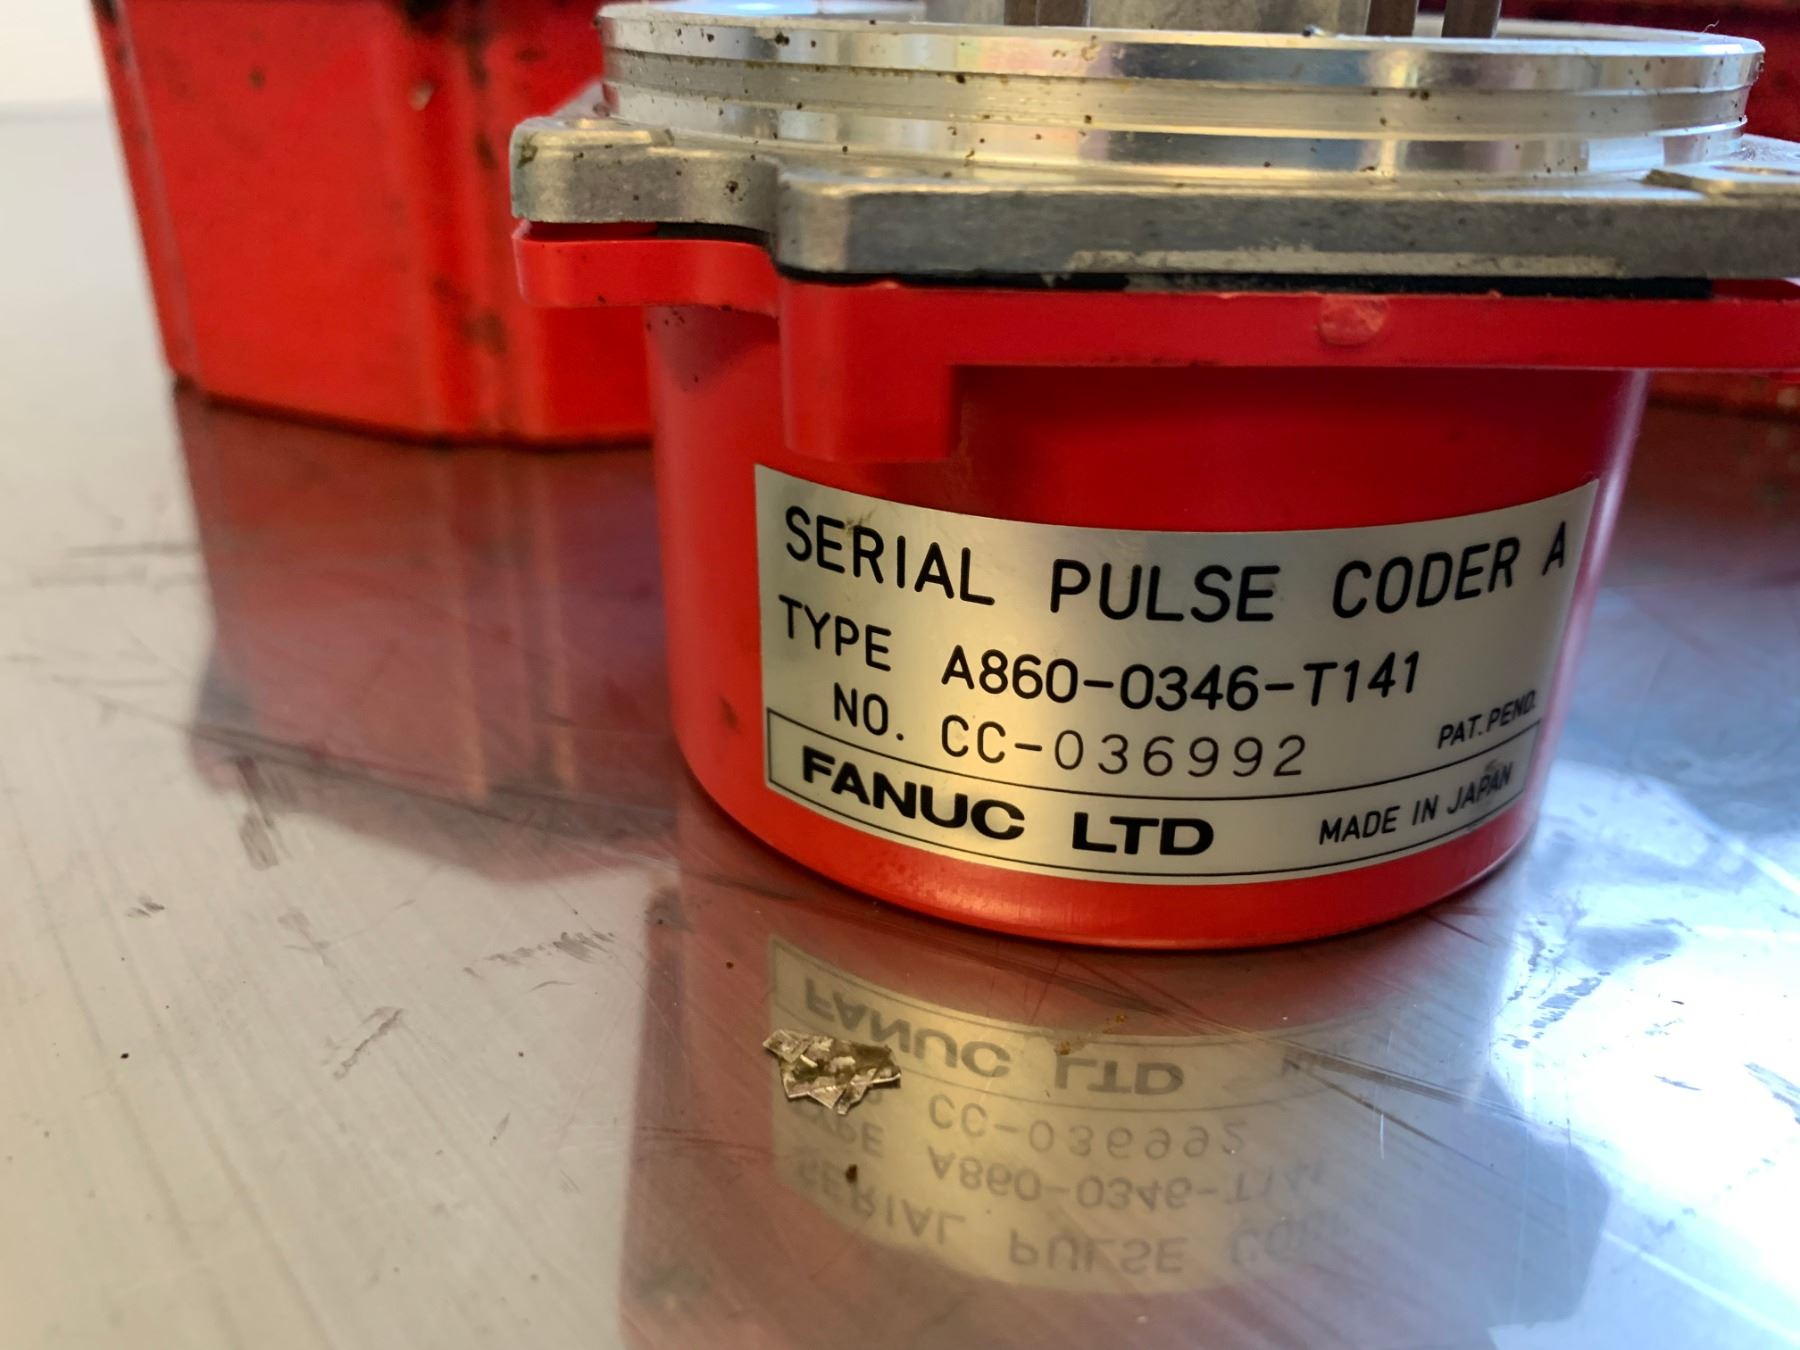 SERIAL PULSE CODER A
TYPE A860-0346-T141
NO. CC-036992
PAT.PEND.
FANUC LTD MADE IN JAPAN